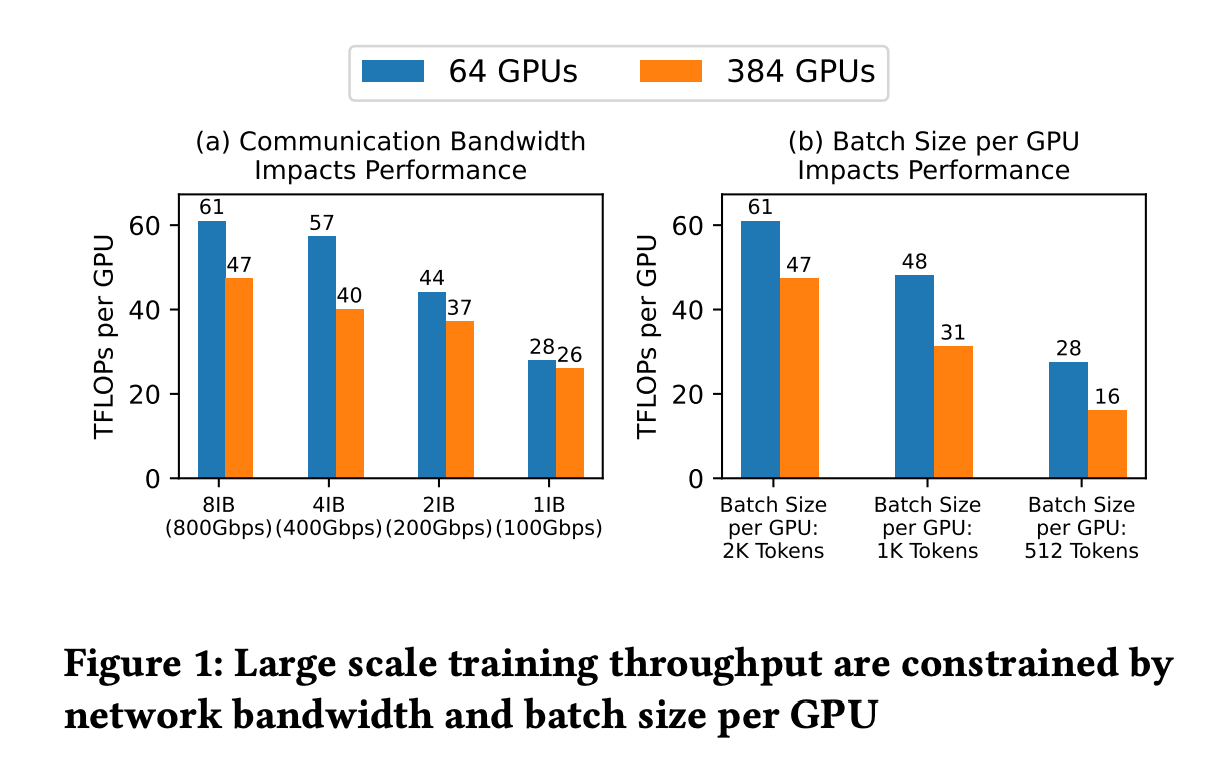 64 GPUs 384 GPUs
(a) Communication Bandwidth
Impacts Performance
TFLOPs per GPU
60
40
20
0
61
47
57
40
44
37
28
26
8IB 4IB 2IB 1IB
(800Gbps) (400Gbps) (200Gbps) (100Gbps)
(b) Batch Size per GPU
Impacts Performance
TFLOPs per GPU
60
40
20
0
61
47
48
31
28
16
Batch Size Batch Size Batch Size
per GPU: per GPU: per GPU:
2K Tokens 1K Tokens 512 Tokens
Figure 1: Large scale training throughput are constrained by
network bandwidth and batch size per GPU